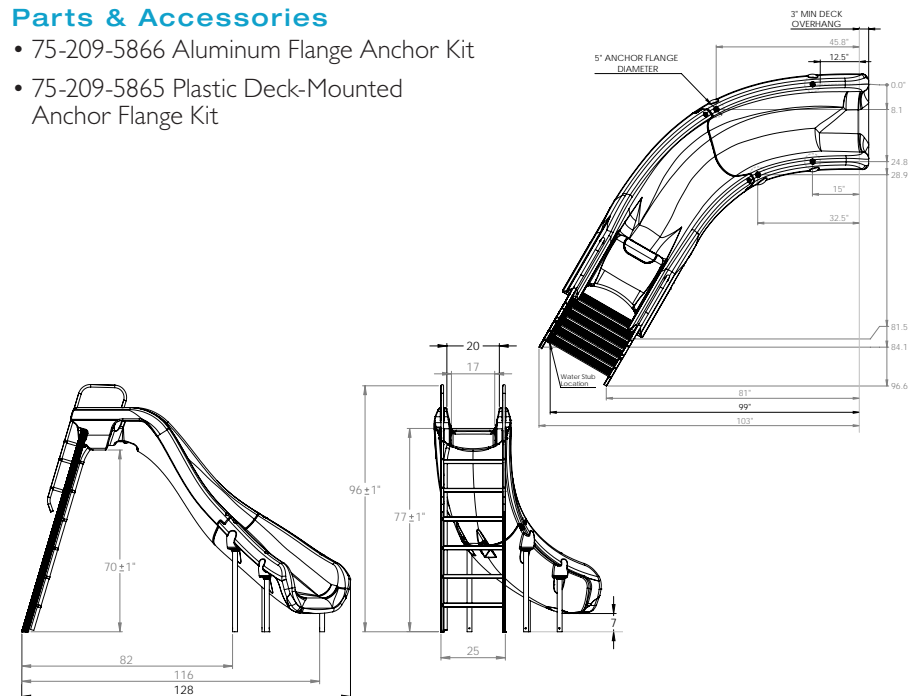 Parts & Accessories
• 75-209-5866 Aluminum Flange Anchor Kit
• 75-209-5865 Plastic Deck-Mounted
Anchor Flange Kit
3" MIN DECK
OVERHANG
45.8"
12.5"
5" ANCHOR FLANGE
DIAMETER
0.0"
8.1
24.8
28.9
15"
32.5"
81.5
84.1
96.6
Water Stub
Location
81"
99"
103"
20
17
96±1"
77±1"
70±1"
7
25
82
116
128